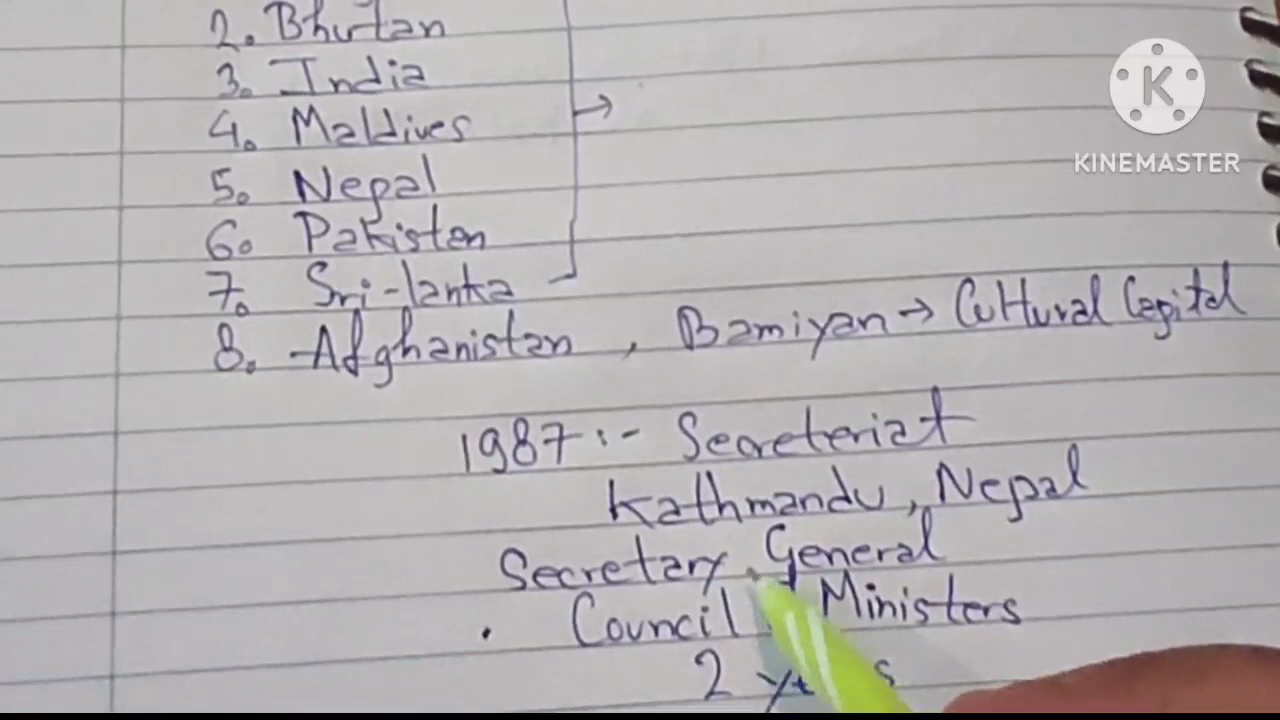 2. Bhutan
3. India
4. Maldives
5. Nepal
6. Pakistan
7. Sri-lanka
8. Afghanistan, Bamiyan → Cultural Capital
1987:- Secreteriat
Kathmandu, Nepal
Secretary General
Council Ministers
2
K
KINEMASTER